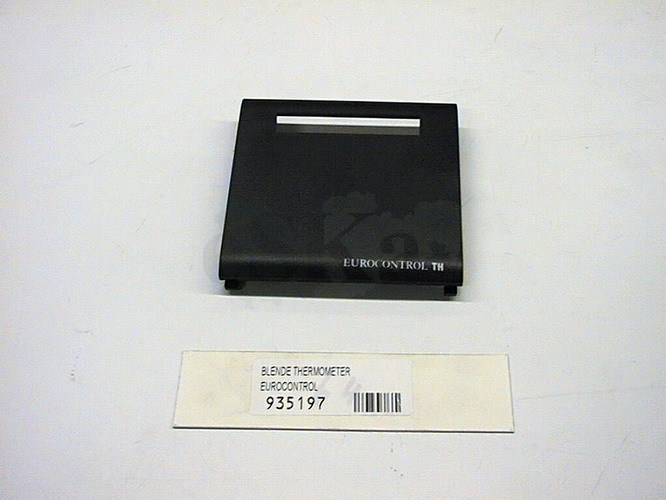 EUROCONTROL TH
BLENDE THERMOMETER
EUROCONTROL
935197